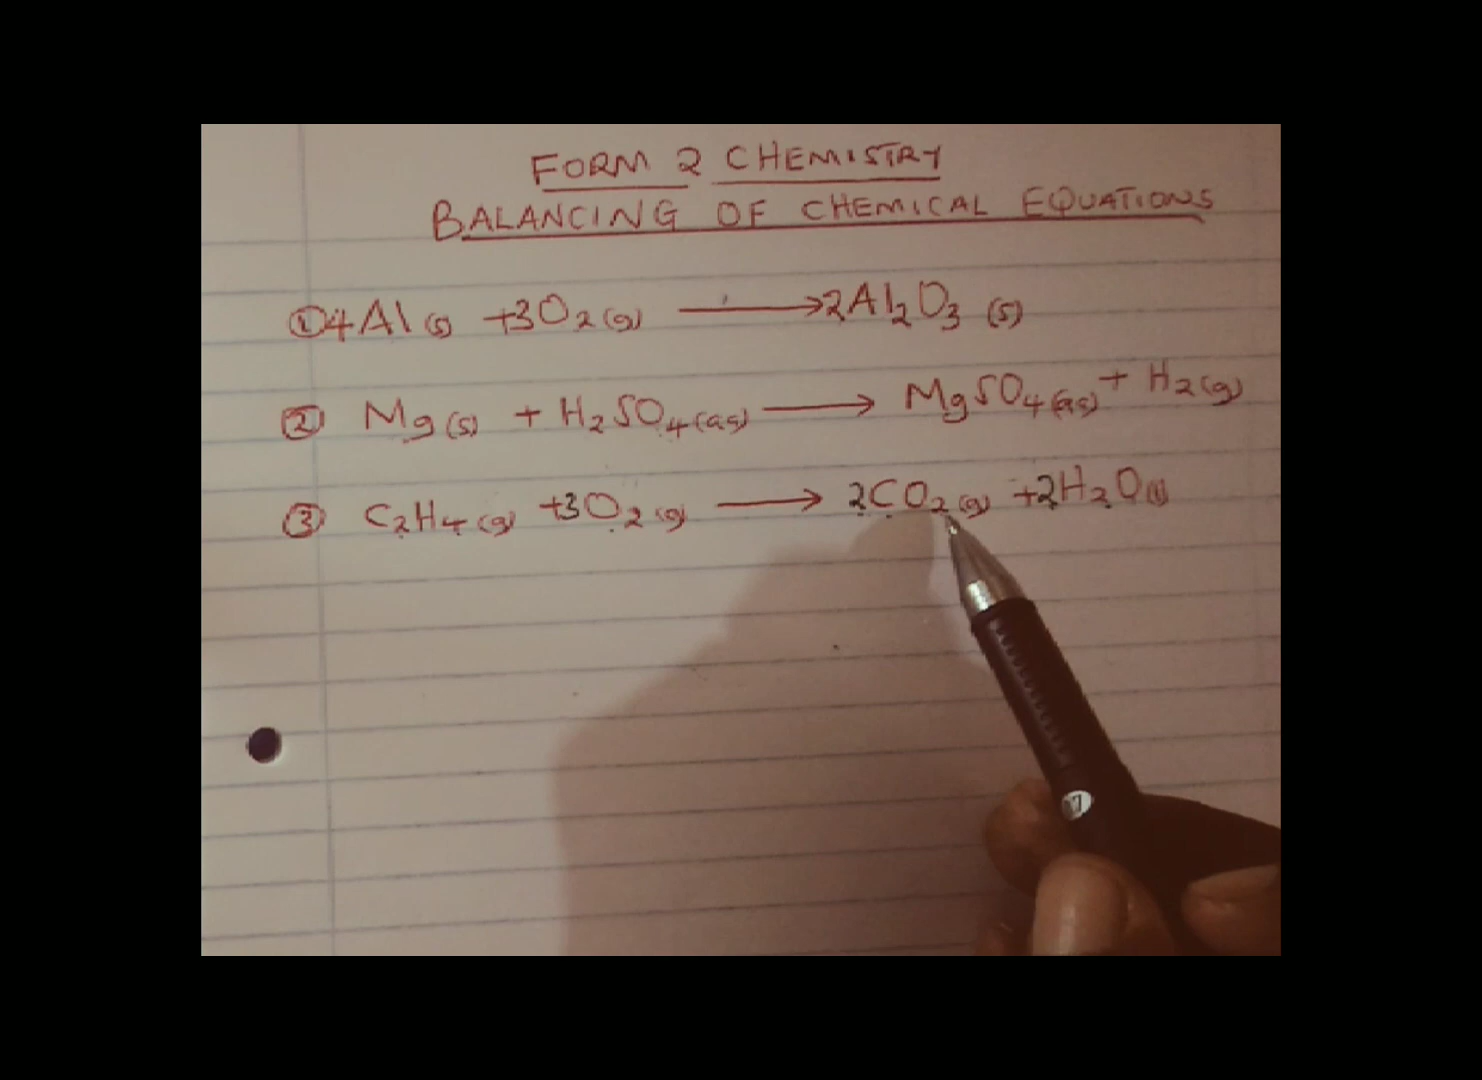 FORM 2 CHEMISTRY
BALANCING OF CHEMICAL EQUATIONS
① 4Al(s) +3O₂(g) → 2Al₂O₃ (s)
② Mg(s) + H₂SO₄(aq) → MgSO₄(aq) + H₂(g)
③ C₂H₄(g) +3O₂(g) → 2CO₂(g) +2H₂O(l)